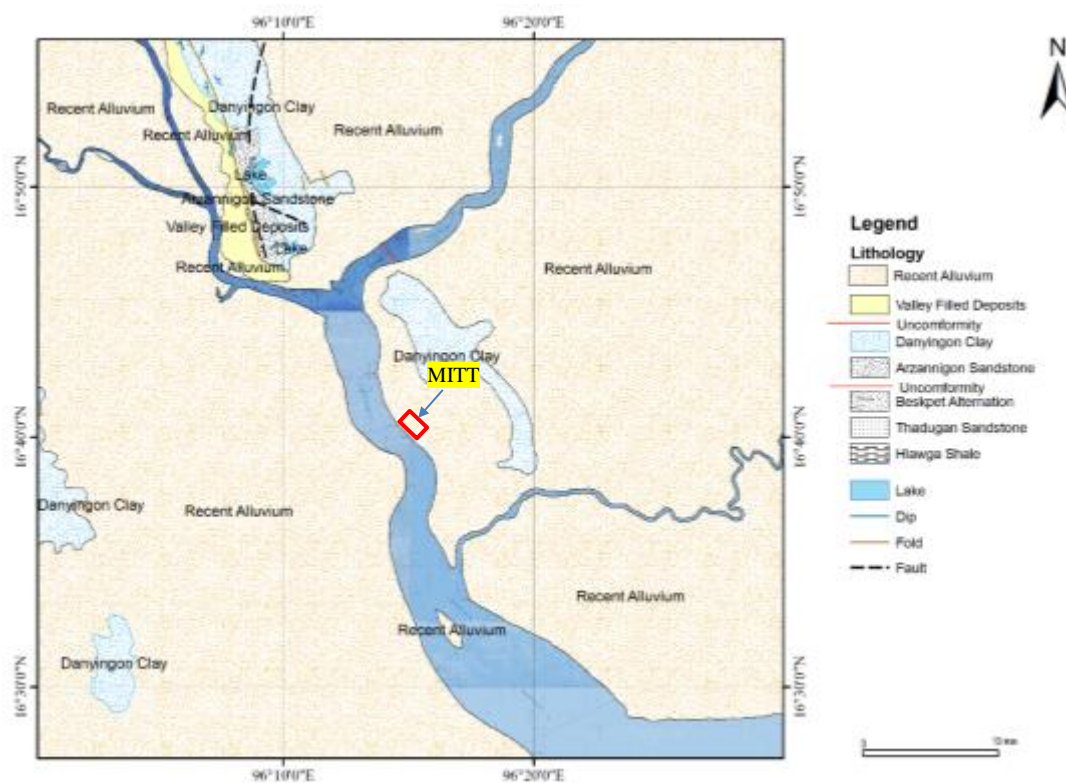 96°10'0"E
96°20'0"E
N
Recent Alluvium
Danyingon Clay
Recent Alluvium
Recent Alluvium
Lake
16°50'0"N
16°50'0"N
Arzannigon Sandstone
Valley Filled Deposits
Lake
Recent Alluvium
Recent Alluvium
Danyingon Clay
MITT
16°40'0"N
16°40'0"N
Danyingon Clay
Recent Alluvium
Recent Alluvium
Recent Alluvium
Danyingon Clay
16°30'0"N
16°30'0"N
96°10'0"E
96°20'0"E
Legend
Lithology
Recent Alluvium
Valley Filled Deposits
Uncomformity
Danyingon Clay
Arzannigon Sandstone
Uncomformity
Beskpet Alternation
Thadugan Sandstone
Hlawga Shale
Lake
Dip
Fold
Fault